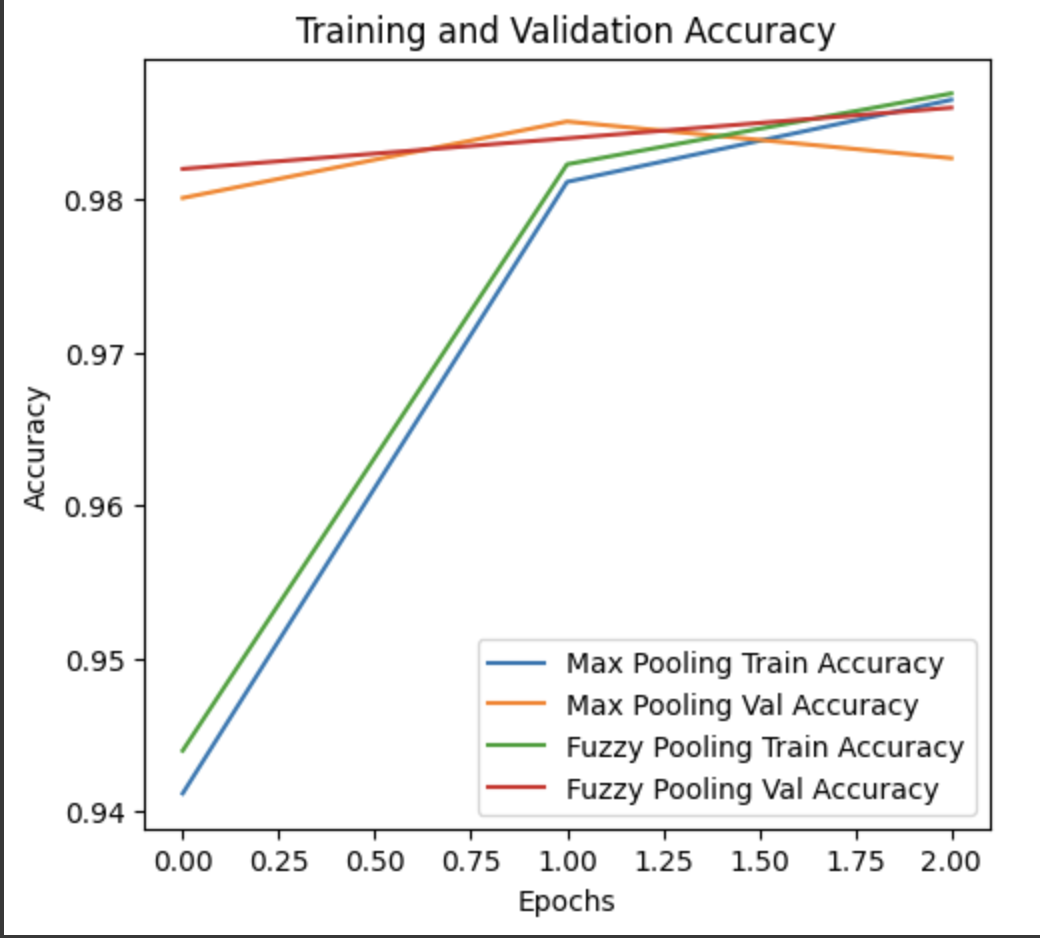 Training and Validation Accuracy
Accuracy
0.98
0.97
0.96
0.95
0.94
Max Pooling Train Accuracy
Max Pooling Val Accuracy
Fuzzy Pooling Train Accuracy
Fuzzy Pooling Val Accuracy
0.00 0.25 0.50 0.75 1.00 1.25 1.50 1.75 2.00
Epochs